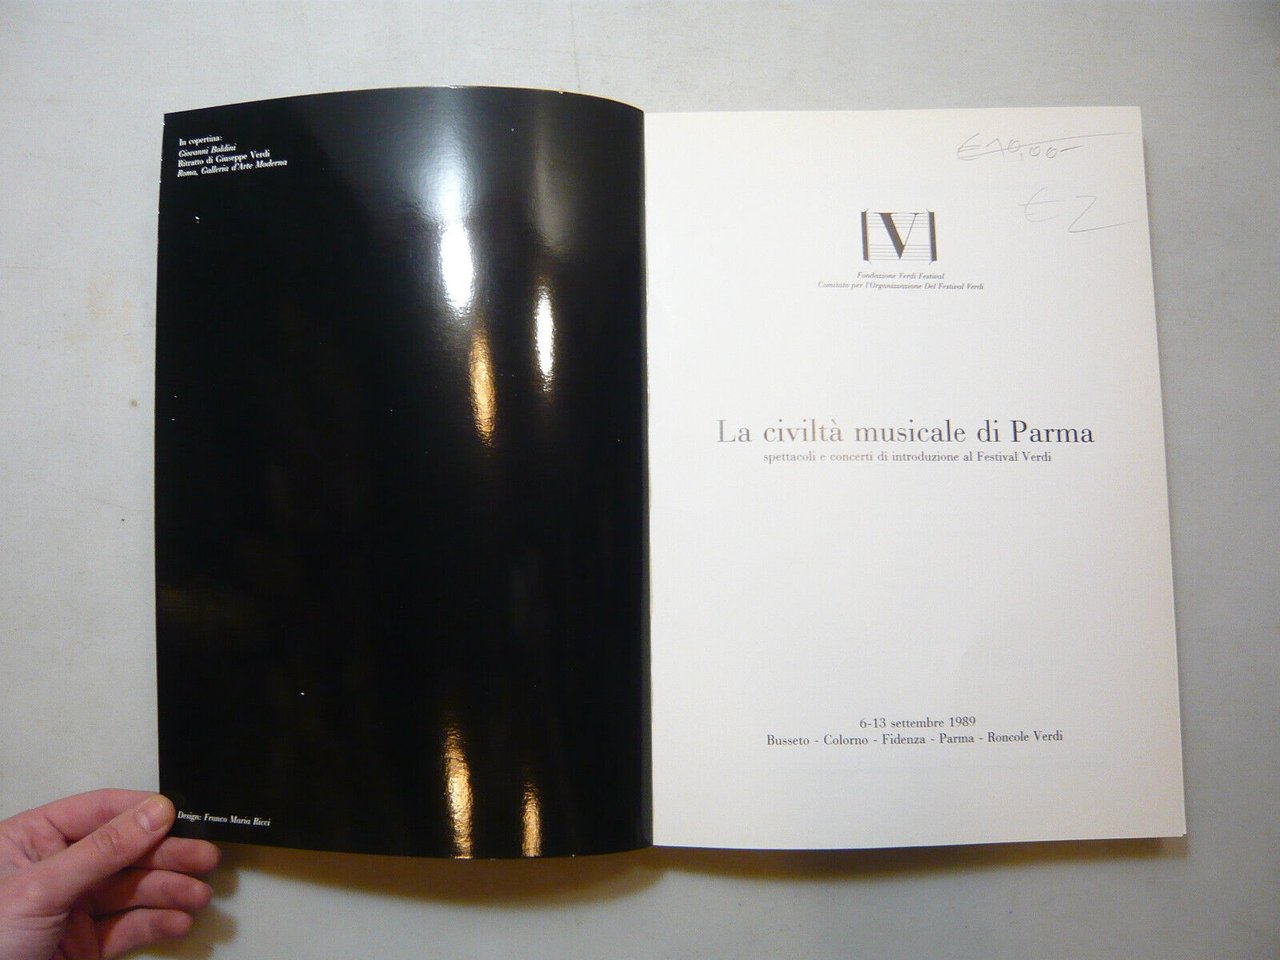 In copertina:
Giovanni Boldini
Ritratto di Giuseppe Verdi
Roma, Galleria d'Arte Moderna
Design: Franco Maria Ricci
€10,00-
€ 2
V
Fondazione Verdi Festival
Comitato per l'Organizzazione Del Festival Verdi
La civiltà musicale di Parma
spettacoli e concerti di introduzione al Festival Verdi
6-13 settembre 1989
Busseto - Colorno - Fidenza - Parma - Roncole Verdi